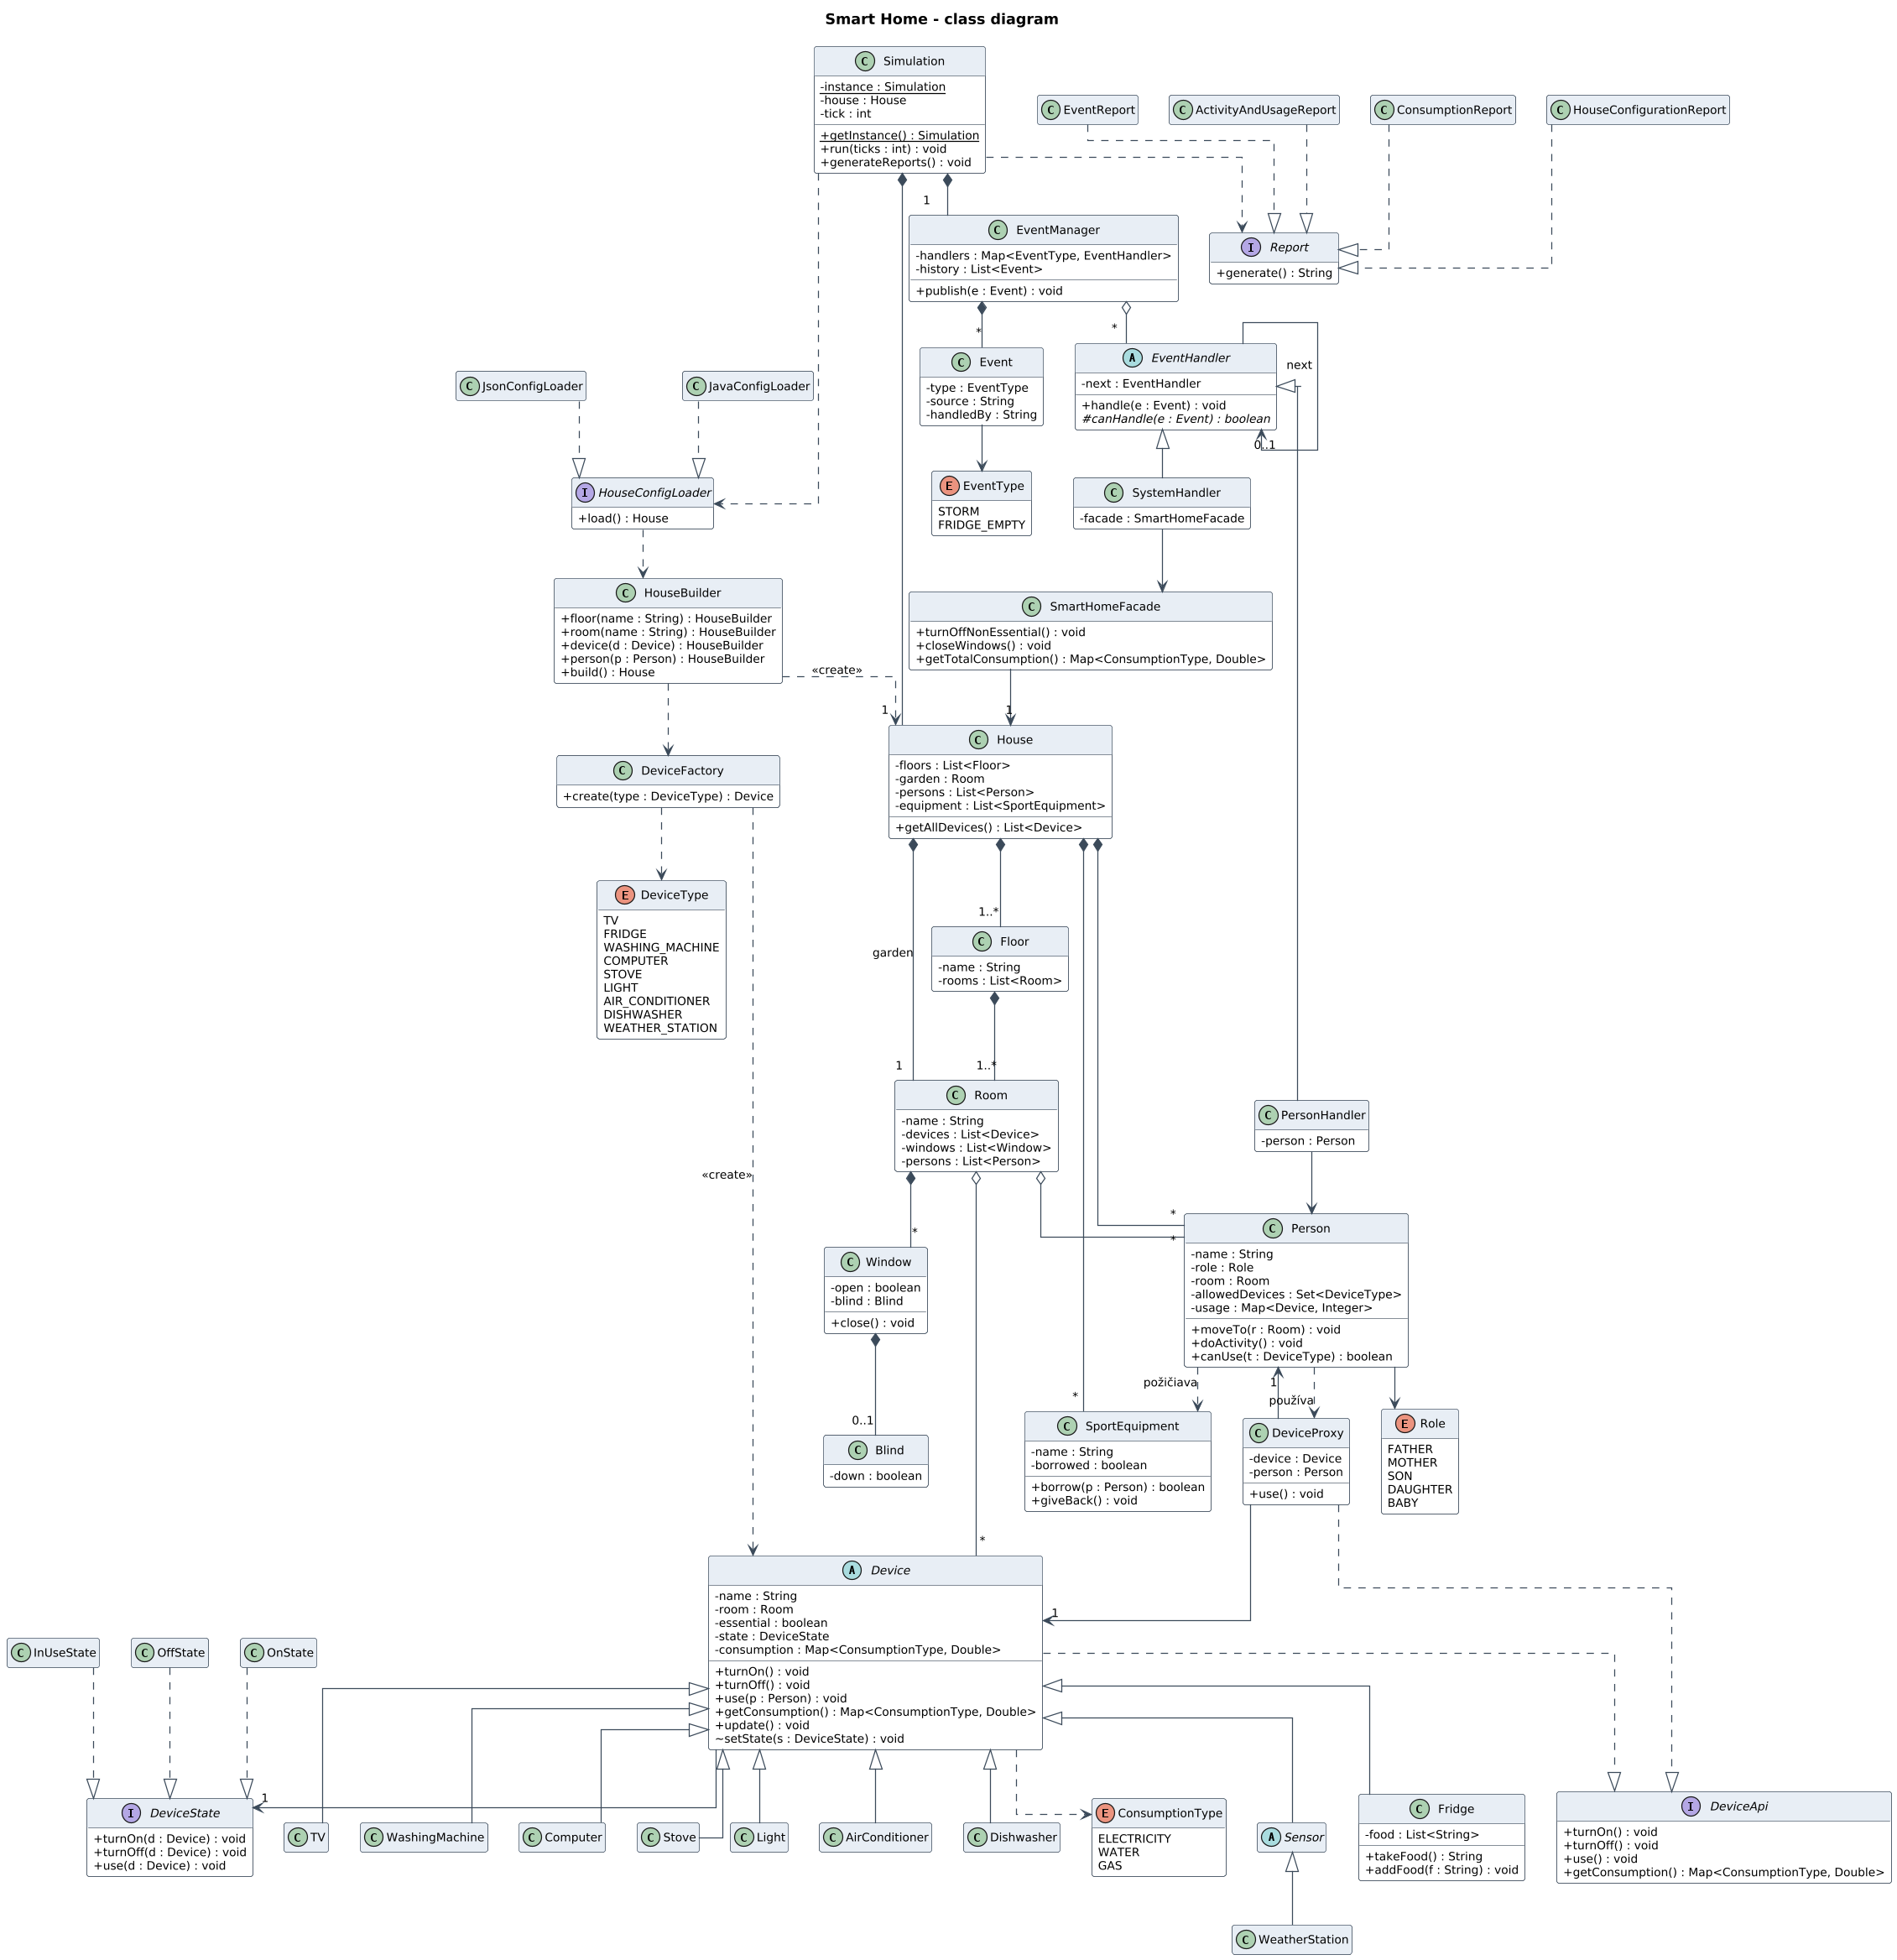 Smart Home - class diagram
C Simulation
-instance : Simulation
-house : House
-tick : int
+getInstance() : Simulation
+run(ticks : int) : void
+generateReports() : void
C EventReport
C ActivityAndUsageReport
C ConsumptionReport
C HouseConfigurationReport
1
C EventManager
-handlers : Map<EventType, EventHandler>
-history : List<Event>
+publish(e : Event) : void
I Report
+generate() : String
*
*
C Event
-type : EventType
-source : String
-handledBy : String
A EventHandler
-next : EventHandler
+handle(e : Event) : void
#canHandle(e : Event) : boolean
next
0..1
C JsonConfigLoader
C JavaConfigLoader
I HouseConfigLoader
+load() : House
E EventType
STORM
FRIDGE_EMPTY
C SystemHandler
-facade : SmartHomeFacade
C HouseBuilder
+floor(name : String) : HouseBuilder
+room(name : String) : HouseBuilder
+device(d : Device) : HouseBuilder
+person(p : Person) : HouseBuilder
+build() : House
C SmartHomeFacade
+turnOffNonEssential() : void
+closeWindows() : void
+getTotalConsumption() : Map<ConsumptionType, Double>
«create»
1
1
C House
-floors : List<Floor>
-garden : Room
-persons : List<Person>
-equipment : List<SportEquipment>
+getAllDevices() : List<Device>
C DeviceFactory
+create(type : DeviceType) : Device
E DeviceType
TV
FRIDGE
WASHING_MACHINE
COMPUTER
STOVE
LIGHT
AIR_CONDITIONER
DISHWASHER
WEATHER_STATION
1..*
garden
C Floor
-name : String
-rooms : List<Room>
1
1..*
C Room
-name : String
-devices : List<Device>
-windows : List<Window>
-persons : List<Person>
C PersonHandler
-person : Person
«create»
*
*
*
C Person
-name : String
-role : Role
-room : Room
-allowedDevices : Set<DeviceType>
-usage : Map<Device, Integer>
+moveTo(r : Room) : void
+doActivity() : void
+canUse(t : DeviceType) : boolean
C Window
-open : boolean
-blind : Blind
+close() : void
požičiava
1
používa
*
0..1
C Blind
-down : boolean
C SportEquipment
-name : String
-borrowed : boolean
+borrow(p : Person) : boolean
+giveBack() : void
C DeviceProxy
-device : Device
-person : Person
+use() : void
E Role
FATHER
MOTHER
SON
DAUGHTER
BABY
*
A Device
-name : String
-room : Room
-essential : boolean
-state : DeviceState
-consumption : Map<ConsumptionType, Double>
+turnOn() : void
+turnOff() : void
+use(p : Person) : void
+getConsumption() : Map<ConsumptionType, Double>
+update() : void
~setState(s : DeviceState) : void
1
C InUseState
C OffState
C OnState
1
I DeviceState
+turnOn(d : Device) : void
+turnOff(d : Device) : void
+use(d : Device) : void
C TV
C WashingMachine
C Computer
C Stove
C Light
C AirConditioner
C Dishwasher
E ConsumptionType
ELECTRICITY
WATER
GAS
A Sensor
C Fridge
-food : List<String>
+takeFood() : String
+addFood(f : String) : void
I DeviceApi
+turnOn() : void
+turnOff() : void
+use() : void
+getConsumption() : Map<ConsumptionType, Double>
C WeatherStation